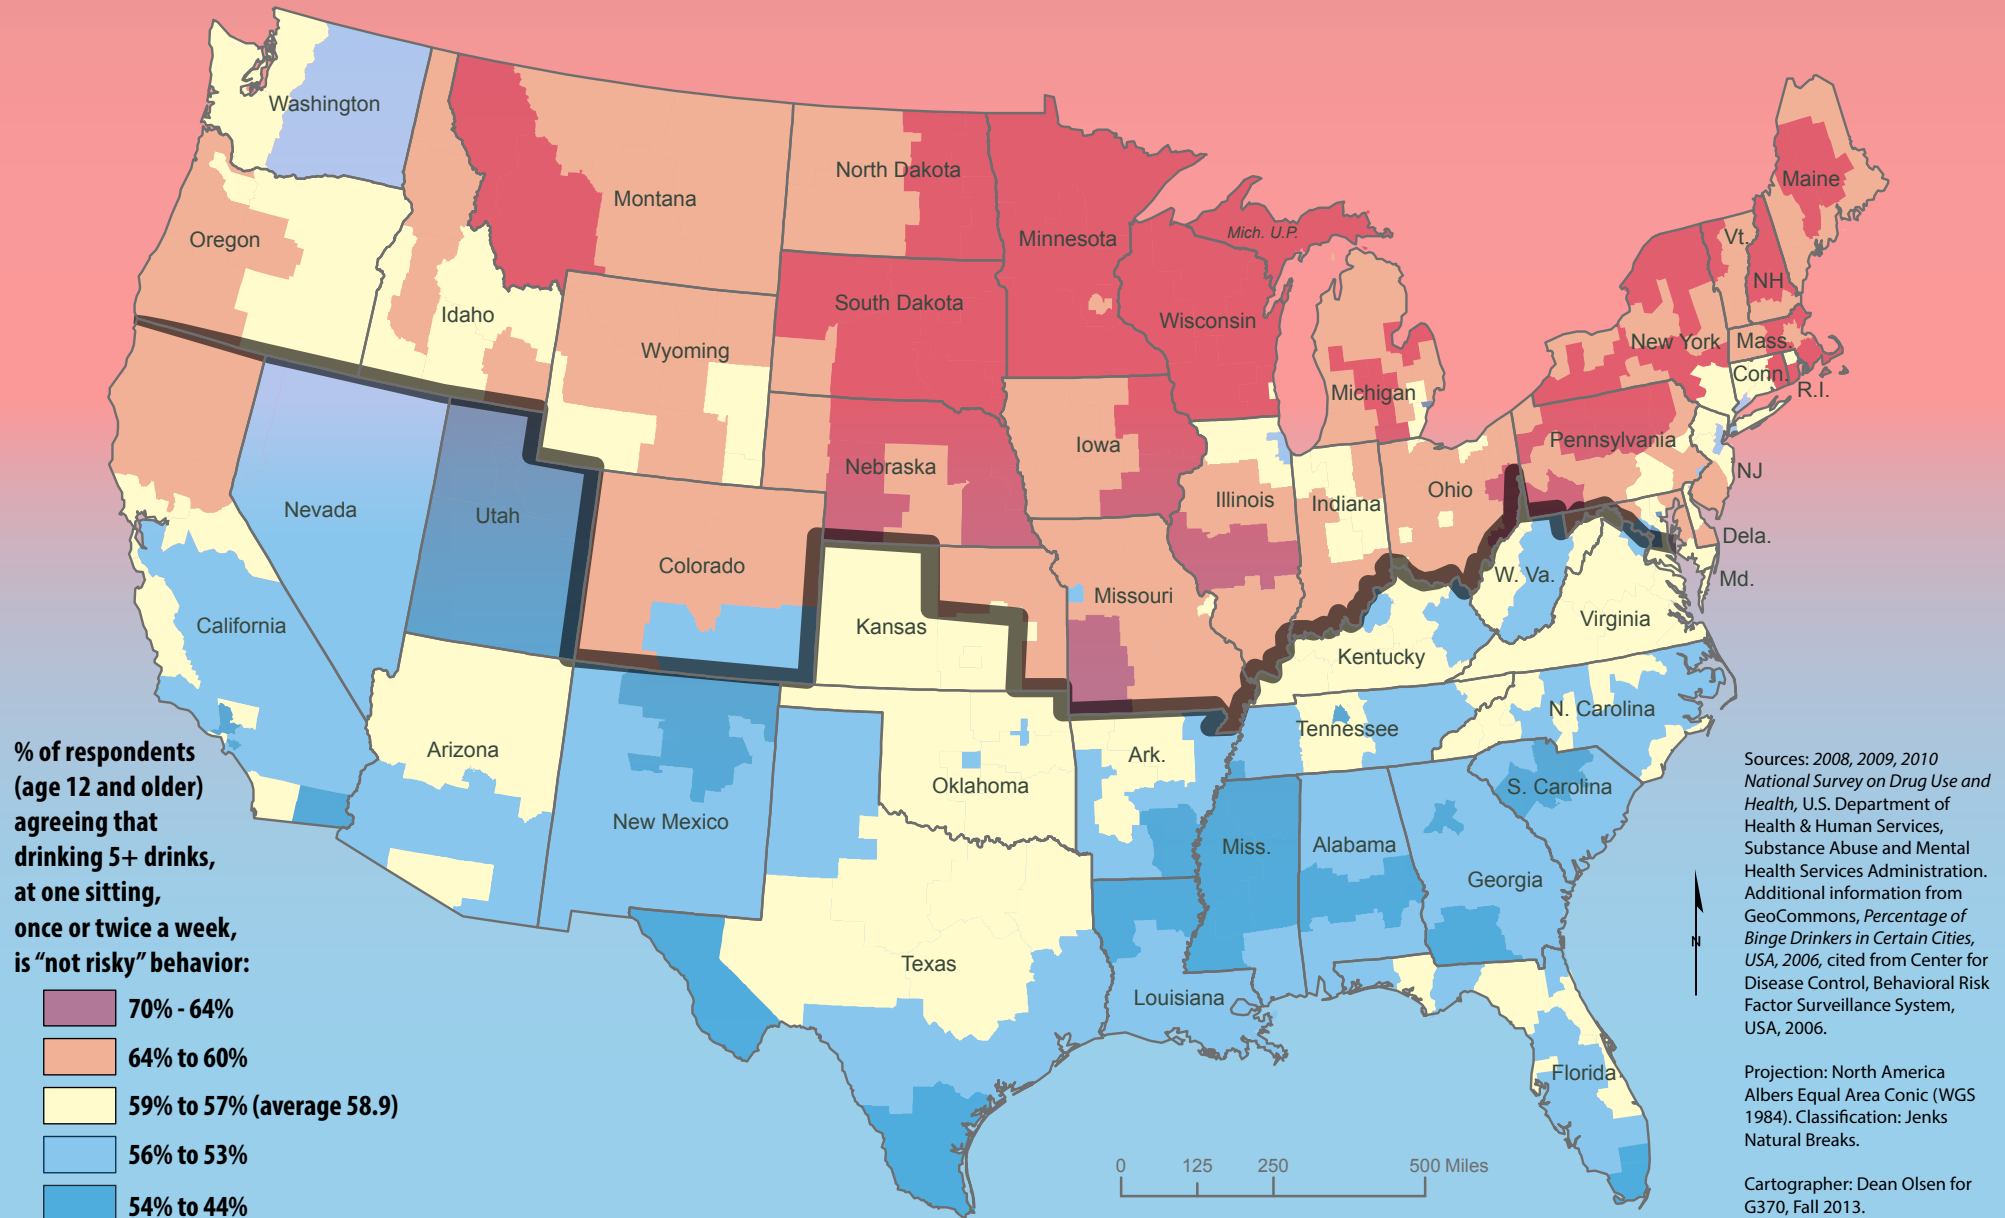 Washington
Montana
North Dakota
Minnesota
Mich. U.P.
Maine
Oregon
Vt.
NH
Idaho
South Dakota
Wisconsin
Wyoming
New York
Mass.
Conn.
R.I.
Michigan
Iowa
Nebraska
Pennsylvania
NJ
Nevada
Utah
Illinois
Indiana
Ohio
Dela.
Md.
Colorado
Missouri
W. Va.
Virginia
California
Kansas
Kentucky
N. Carolina
Tennessee
Arizona
Ark.
Oklahoma
S. Carolina
New Mexico
Miss.
Alabama
Georgia
Texas
Louisiana
Florida
% of respondents
(age 12 and older)
agreeing that
drinking 5+ drinks,
at one sitting,
once or twice a week,
is “not risky” behavior:
70% - 64%
64% to 60%
59% to 57% (average 58.9)
56% to 53%
54% to 44%
0 125 250 500 Miles
N
Sources: 2008, 2009, 2010
National Survey on Drug Use and
Health, U.S. Department of
Health & Human Services,
Substance Abuse and Mental
Health Services Administration.
Additional information from
GeoCommons, Percentage of
Binge Drinkers in Certain Cities,
USA, 2006, cited from Center for
Disease Control, Behavioral Risk
Factor Surveillance System,
USA, 2006.
Projection: North America
Albers Equal Area Conic (WGS
1984). Classification: Jenks
Natural Breaks.
Cartographer: Dean Olsen for
G370, Fall 2013.